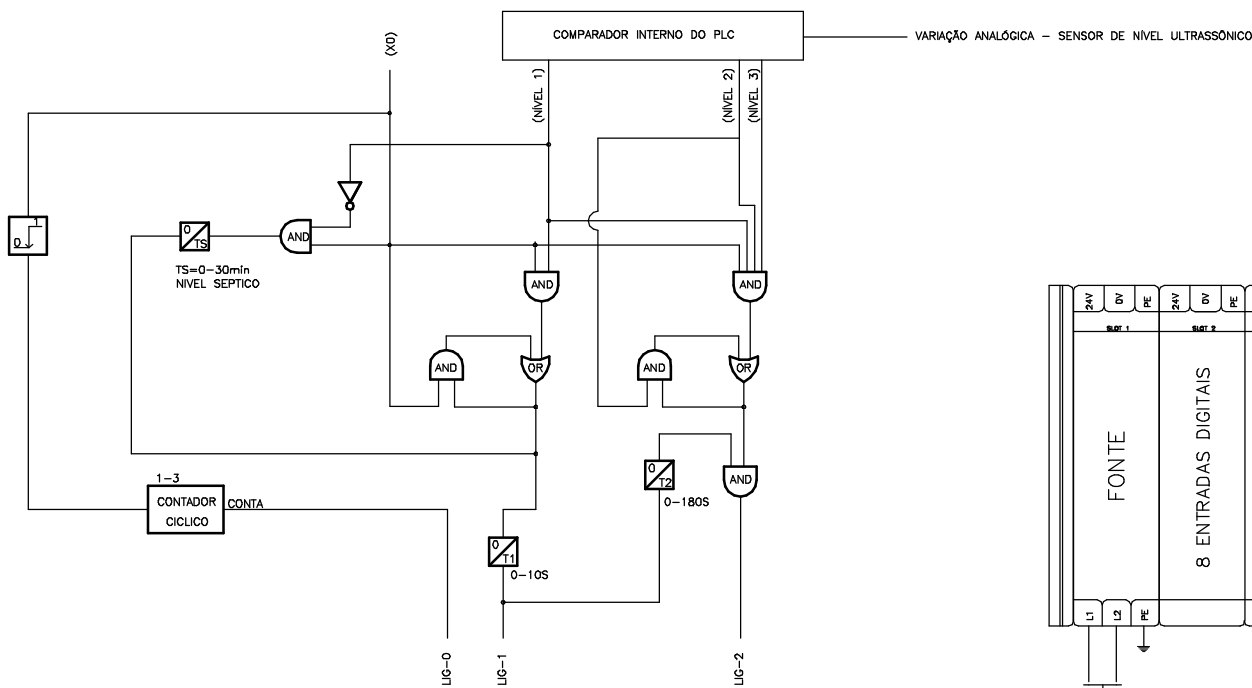 COMPARADOR INTERNO DO PLC
VARIAÇÃO ANALÓGICA – SENSOR DE NÍVEL ULTRASSÔNICO
(X0)
(NÍVEL 1)
(NÍVEL 2)
(NÍVEL 3)
0 1
0
TS
AND
TS=0-30min
NIVEL SEPTICO
AND
AND
AND
OR
AND
OR
0
T2
AND
0-180S
1-3
CONTADOR
CICLICO
CONTA
0
T1
0-10S
LIG-0
LIG-1
LIG-2
24V
0V
PE
24V
0V
PE
SLOT 1
SLOT 2
FONTE
8 ENTRADAS DIGITAIS
L1
L2
PE